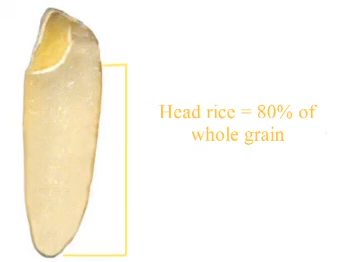 Head rice = 80% of
whole grain